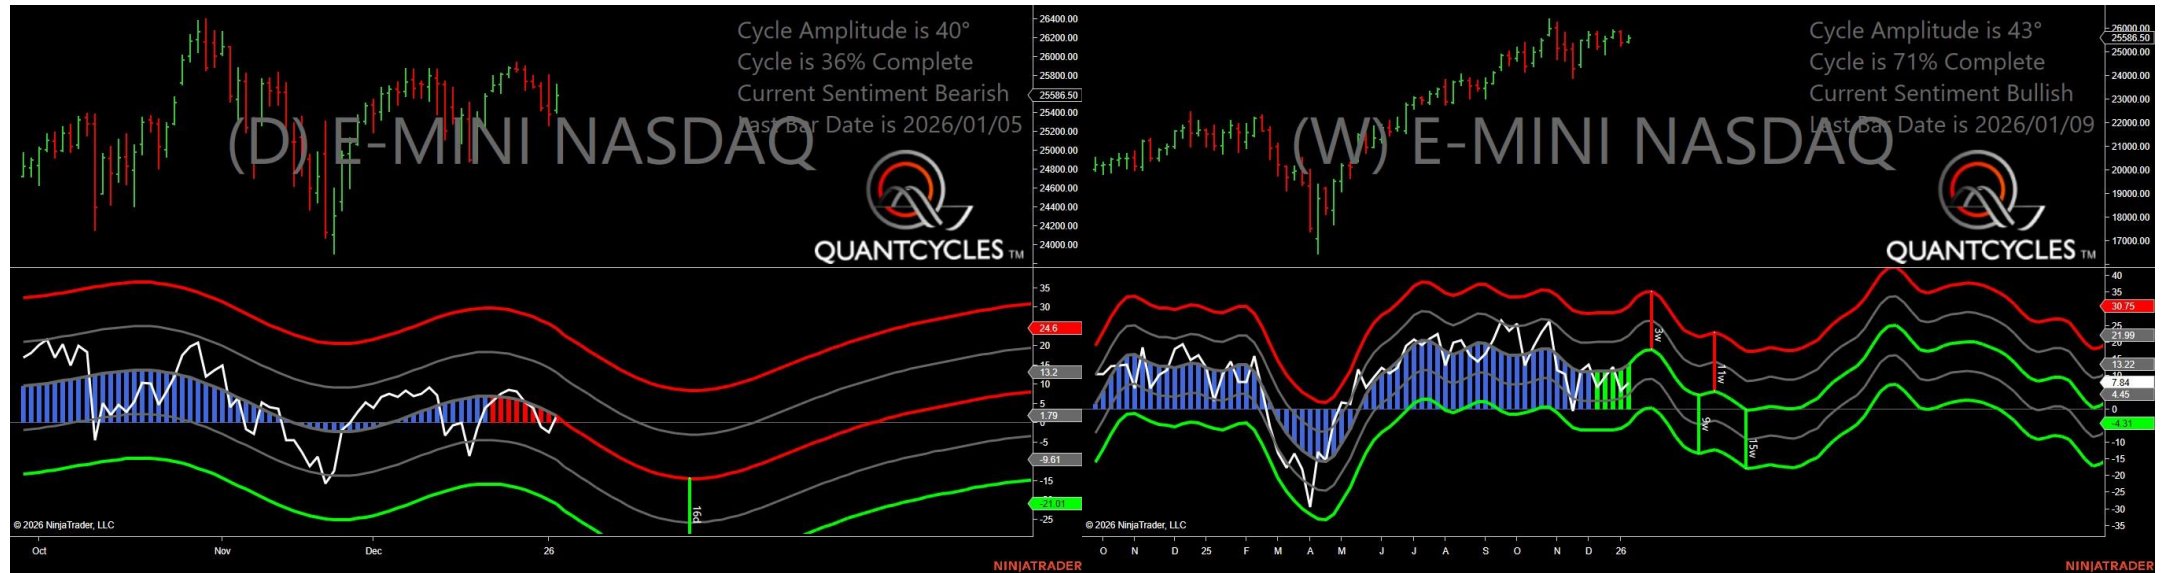 Cycle Amplitude is 40°
Cycle is 36% Complete
Current Sentiment Bearish
Last Bar Date is 2026/01/05
(D) E-MINI NASDAQ
QUANTCYCLES TM
26400.00
26200.00
26000.00
25800.00
25586.50
25400.00
25200.00
25000.00
24800.00
24600.00
24400.00
24200.00
24000.00
35
30
24.6
20
15
13.2
10
5
1.79
0
-5
-9.61
-15
-21.01
-25
16d
© 2026 NinjaTrader, LLC
Oct
Nov
Dec
26
NINJATRADER
Cycle Amplitude is 43°
Cycle is 71% Complete
Current Sentiment Bullish
Last Bar Date is 2026/01/09
(W) E-MINI NASDAQ
QUANTCYCLES TM
26000.00
25586.50
25000.00
24000.00
23000.00
22000.00
21000.00
20000.00
19000.00
18000.00
17000.00
40
35
30.75
25
21.99
20
15
13.22
10
7.84
4.45
0
-4.31
-10
-15
-20
-25
-30
-35
3w
11w
9w
15w
© 2026 NinjaTrader, LLC
O
N
D
25
F
M
A
M
J
J
A
S
O
N
D
26
NINJATRADER